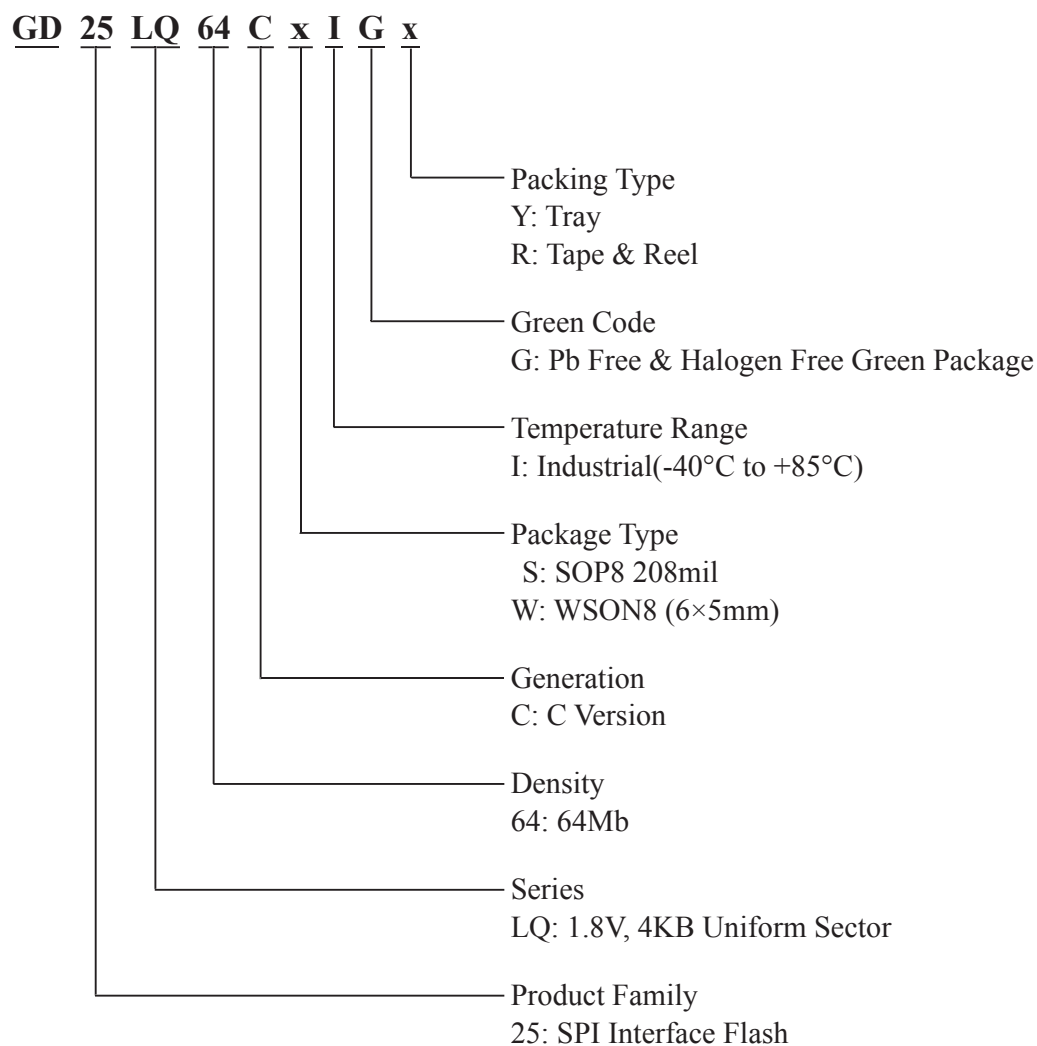 GD 25 LQ 64 C x I G x
Packing Type
Y: Tray
R: Tape & Reel
Green Code
G: Pb Free & Halogen Free Green Package
Temperature Range
I: Industrial(-40°C to +85°C)
Package Type
S: SOP8 208mil
W: WSON8 (6×5mm)
Generation
C: C Version
Density
64: 64Mb
Series
LQ: 1.8V, 4KB Uniform Sector
Product Family
25: SPI Interface Flash